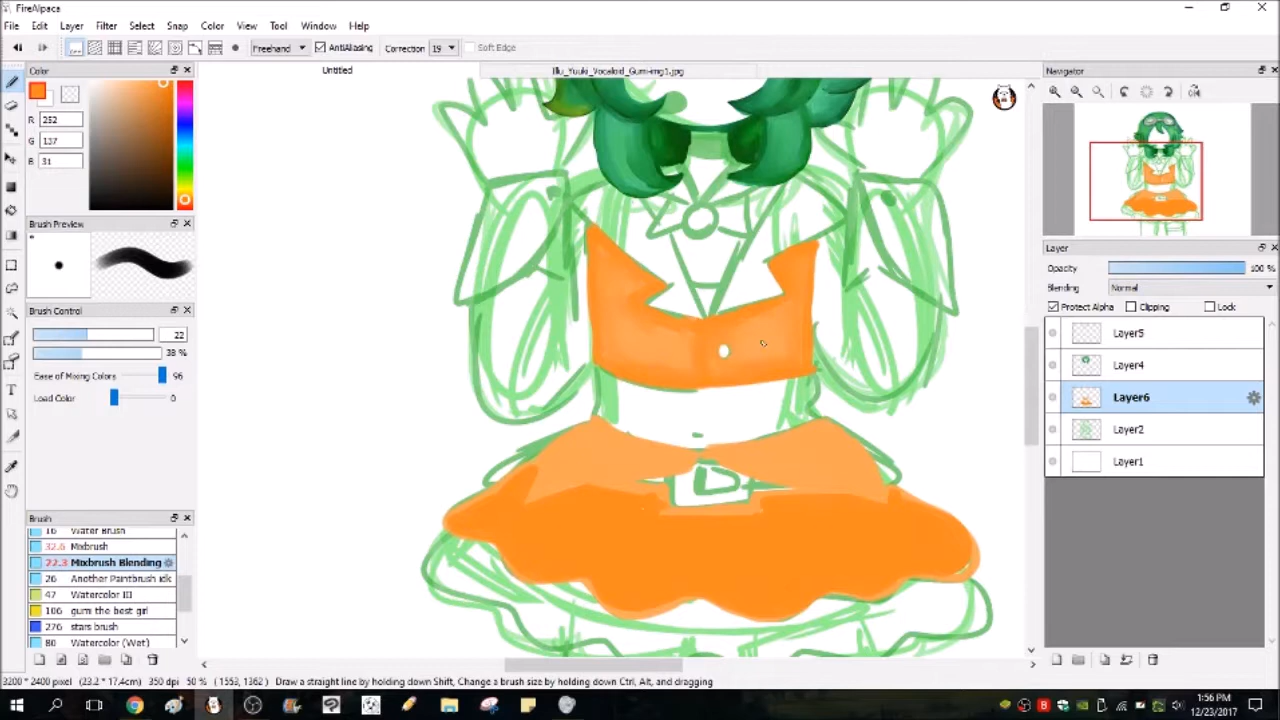 FireAlpaca
File Edit Layer Filter Select Snap Color View Tool Window Help
Freehand AntiAliasing Correction 19 Soft Edge
Color
Untitled
Illu_Yuuki_Vocaloid_Gumi-img1.jpg
Navigator
R 252
G 137
B 31
Brush Preview
Brush Control
22
38 %
Ease of Mixing Colors 96
Load Color 0
Brush
16 Water Brush
32.6 Mixbrush
22.3 Mixbrush Blending
26 Another Paintbrush idk
47 Watercolor III
106 gumi the best girl
276 stars brush
80 Watercolor (Wet)
Layer
Opacity 100 %
Blending Normal
Protect Alpha Clipping Lock
Layer5
Layer4
Layer6
Layer2
Layer1
3200 * 2400 pixel (23.2 * 17.4cm) 350 dpi 50 % ( 1553, 1362 ) Draw a straight line by holding down Shift, Change a brush size by holding down Ctrl, Alt, and dragging
1:56 PM
12/23/2017